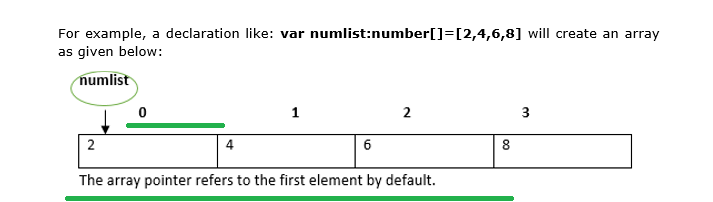 For example, a declaration like: var numlist:number[]=[2,4,6,8] will create an array
as given below:
numlist
0 1 2 3
2 4 6 8
The array pointer refers to the first element by default.